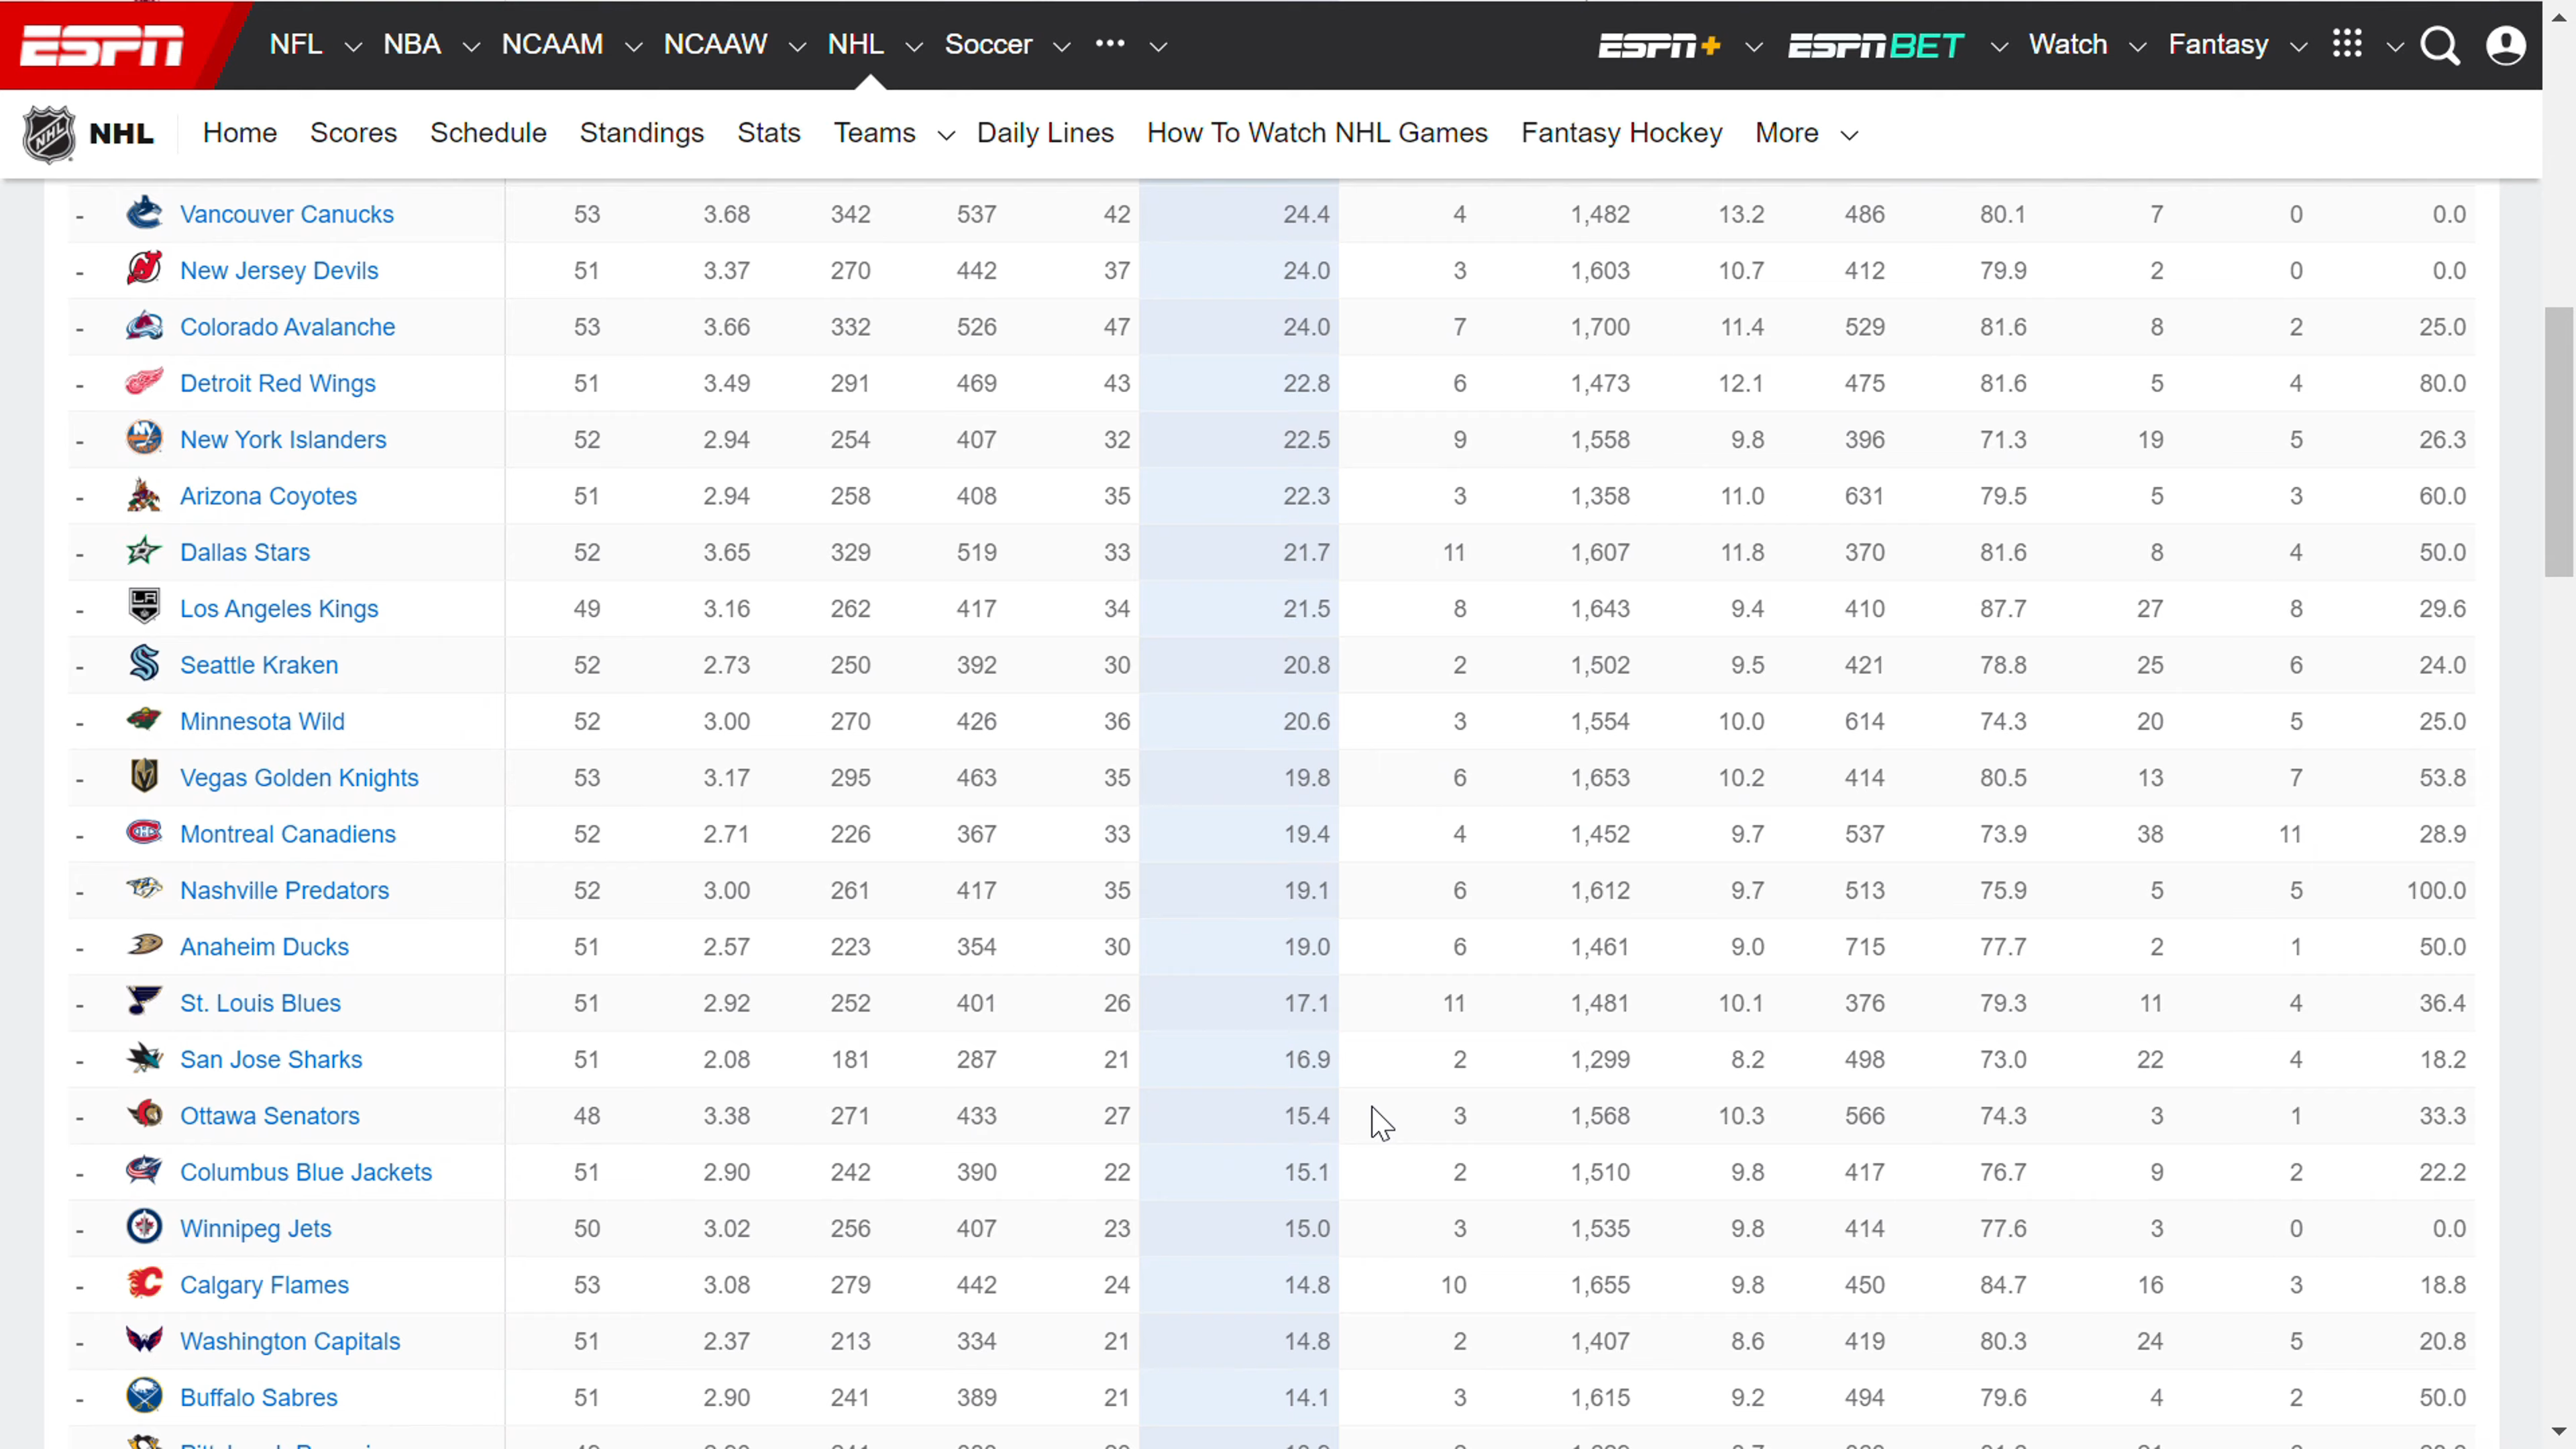 ESPN NFL NBA NCAAM NCAAW NHL Soccer ••• ESPN+ ESPN BET Watch Fantasy
NHL NHL Home Scores Schedule Standings Stats Teams Daily Lines How To Watch NHL Games Fantasy Hockey More
- Vancouver Canucks 53 3.68 342 537 42 24.4 4 1,482 13.2 486 80.1 7 0 0.0
- New Jersey Devils 51 3.37 270 442 37 24.0 3 1,603 10.7 412 79.9 2 0 0.0
- Colorado Avalanche 53 3.66 332 526 47 24.0 7 1,700 11.4 529 81.6 8 2 25.0
- Detroit Red Wings 51 3.49 291 469 43 22.8 6 1,473 12.1 475 81.6 5 4 80.0
- New York Islanders 52 2.94 254 407 32 22.5 9 1,558 9.8 396 71.3 19 5 26.3
- Arizona Coyotes 51 2.94 258 408 35 22.3 3 1,358 11.0 631 79.5 5 3 60.0
- Dallas Stars 52 3.65 329 519 33 21.7 11 1,607 11.8 370 81.6 8 4 50.0
- Los Angeles Kings 49 3.16 262 417 34 21.5 8 1,643 9.4 410 87.7 27 8 29.6
- Seattle Kraken 52 2.73 250 392 30 20.8 2 1,502 9.5 421 78.8 25 6 24.0
- Minnesota Wild 52 3.00 270 426 36 20.6 3 1,554 10.0 614 74.3 20 5 25.0
- Vegas Golden Knights 53 3.17 295 463 35 19.8 6 1,653 10.2 414 80.5 13 7 53.8
- Montreal Canadiens 52 2.71 226 367 33 19.4 4 1,452 9.7 537 73.9 38 11 28.9
- Nashville Predators 52 3.00 261 417 35 19.1 6 1,612 9.7 513 75.9 5 5 100.0
- Anaheim Ducks 51 2.57 223 354 30 19.0 6 1,461 9.0 715 77.7 2 1 50.0
- St. Louis Blues 51 2.92 252 401 26 17.1 11 1,481 10.1 376 79.3 11 4 36.4
- San Jose Sharks 51 2.08 181 287 21 16.9 2 1,299 8.2 498 73.0 22 4 18.2
- Ottawa Senators 48 3.38 271 433 27 15.4 3 1,568 10.3 566 74.3 3 1 33.3
- Columbus Blue Jackets 51 2.90 242 390 22 15.1 2 1,510 9.8 417 76.7 9 2 22.2
- Winnipeg Jets 50 3.02 256 407 23 15.0 3 1,535 9.8 414 77.6 3 0 0.0
- Calgary Flames 53 3.08 279 442 24 14.8 10 1,655 9.8 450 84.7 16 3 18.8
- Washington Capitals 51 2.37 213 334 21 14.8 2 1,407 8.6 419 80.3 24 5 20.8
- Buffalo Sabres 51 2.90 241 389 21 14.1 3 1,615 9.2 494 79.6 4 2 50.0